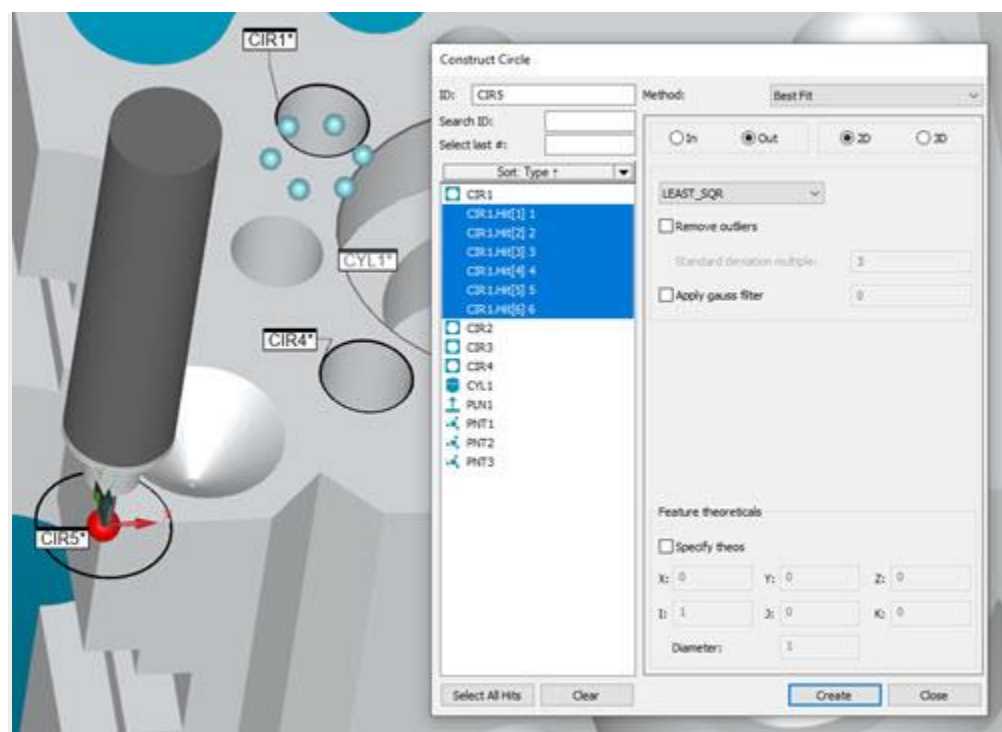 CIR1*
CYL1*
CIR4*
CIR5*
Construct Circle
ID: CIR5
Method: Best Fit
Search ID:
Select last #:
In Out 2D 3D
Sort: Type ↑
LEAST_SQR
CIR1
CIR1.Hit[1] 1
CIR1.Hit[2] 2
CIR1.Hit[3] 3
CIR1.Hit[4] 4
CIR1.Hit[5] 5
CIR1.Hit[6] 6
CIR2
CIR3
CIR4
CYL1
PLN1
PNT1
PNT2
PNT3
Remove outliers
Standard deviation multiple: 3
Apply gauss filter 0
Feature theoreticals
Specify theos
X: 0 Y: 0 Z: 0
I: 1 J: 0 K: 0
Diameter: 1
Select All Hits Clear Create Close